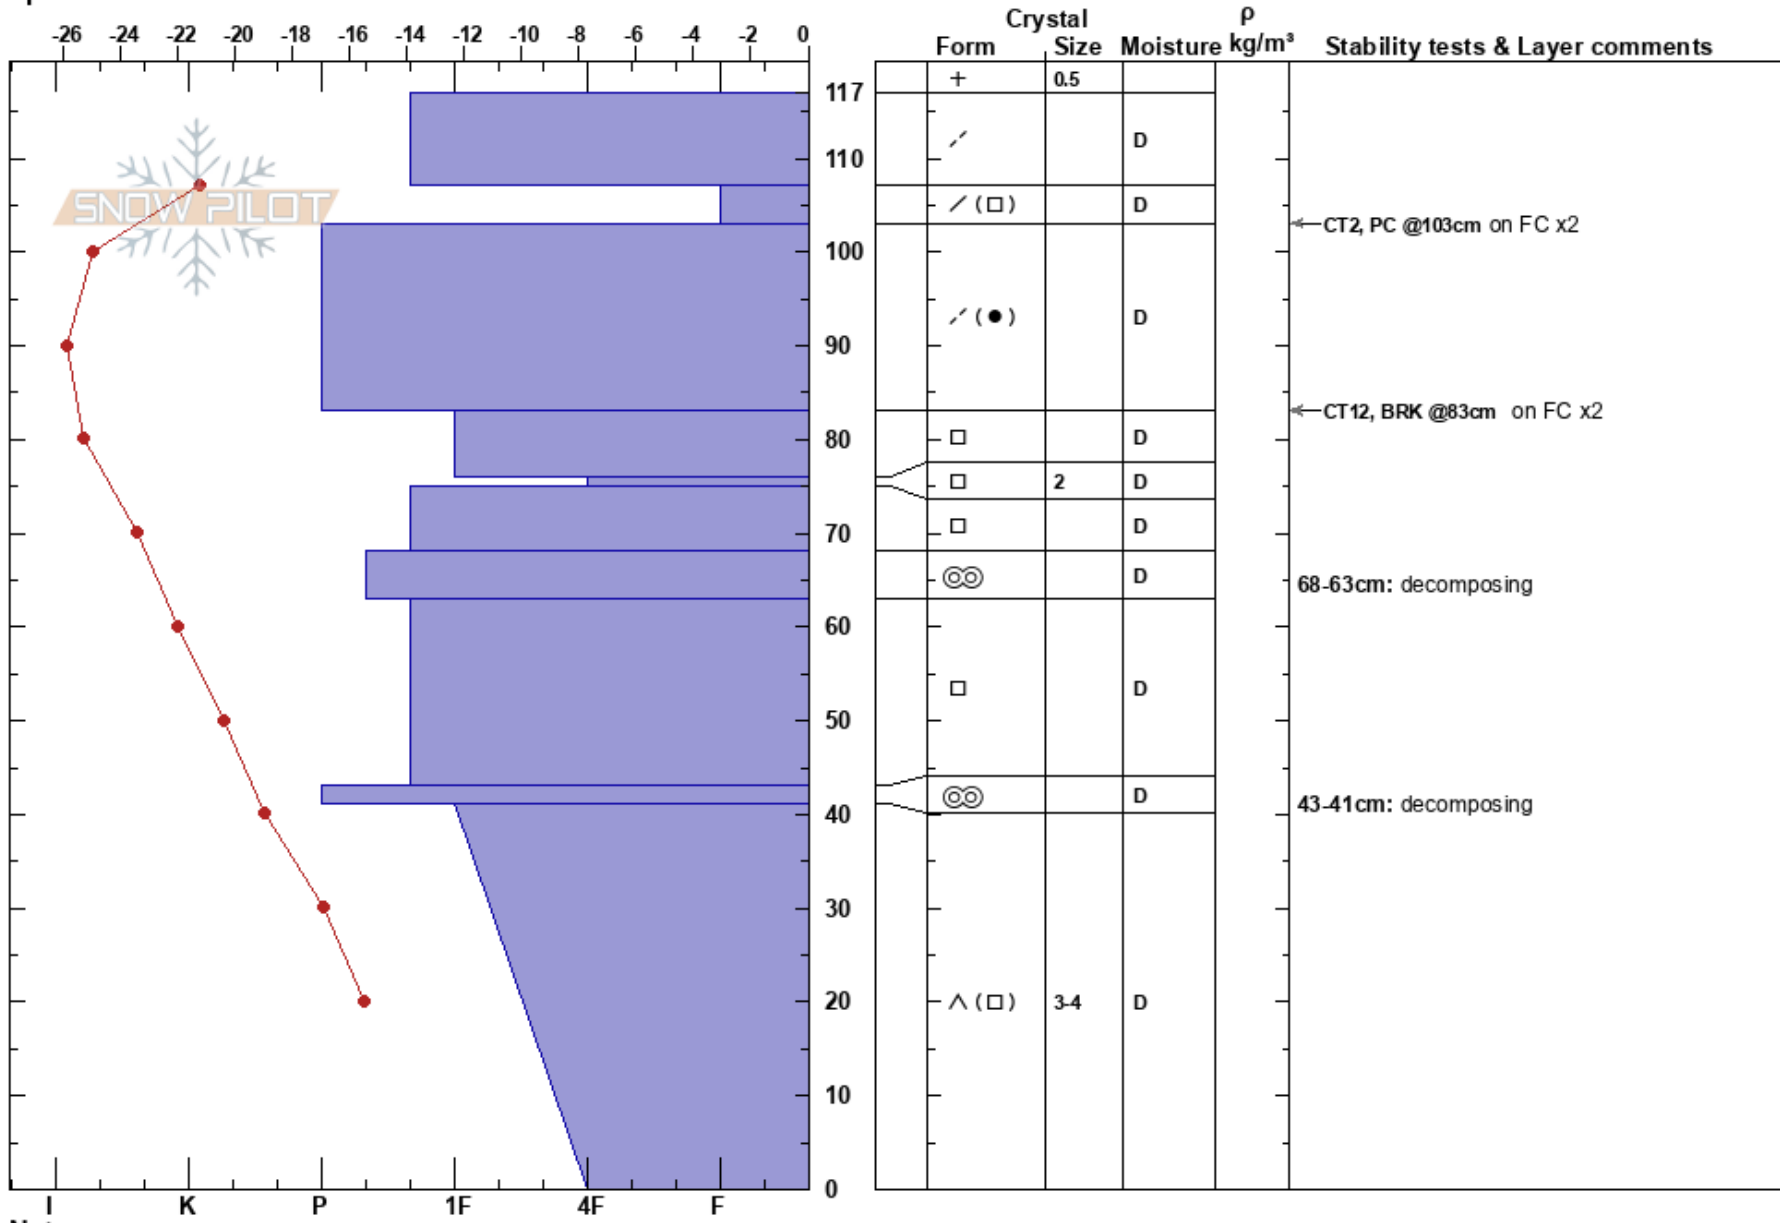 Crystal ρ
-26 -24 -22 -20 -18 -16 -14 -12 -10 -8 -6 -4 -2 0 Form Size Moisture kg/m³ Stability tests & Layer comments
+ 0.5
117
SNOW PILOT
110 D
/ (□) D
CT2, PC @103cm on FC x2
100
(●) D
90
CT12, BRK @83cm on FC x2
80 □ D
□ 2 D
70 □ D
D
68-63cm: decomposing
60
□ D
50
D
43-41cm: decomposing
40
30
20 ∧ (□) 3-4 D
10
0
I K P 1F 4F F